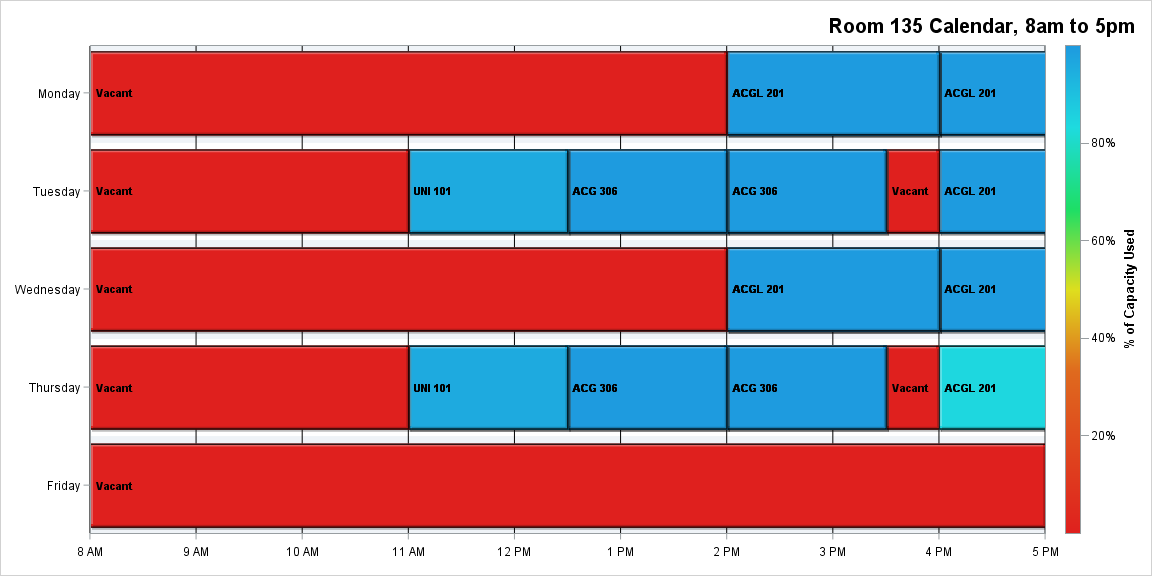 Room 135 Calendar, 8am to 5pm
Monday
Vacant
ACGL 201
ACGL 201
Tuesday
Vacant
UNI 101
ACG 306
ACG 306
Vacant
ACGL 201
Wednesday
Vacant
ACGL 201
ACGL 201
Thursday
Vacant
UNI 101
ACG 306
ACG 306
Vacant
ACGL 201
Friday
Vacant
8 AM
9 AM
10 AM
11 AM
12 PM
1 PM
2 PM
3 PM
4 PM
5 PM
80%
60%
40%
20%
% of Capacity Used